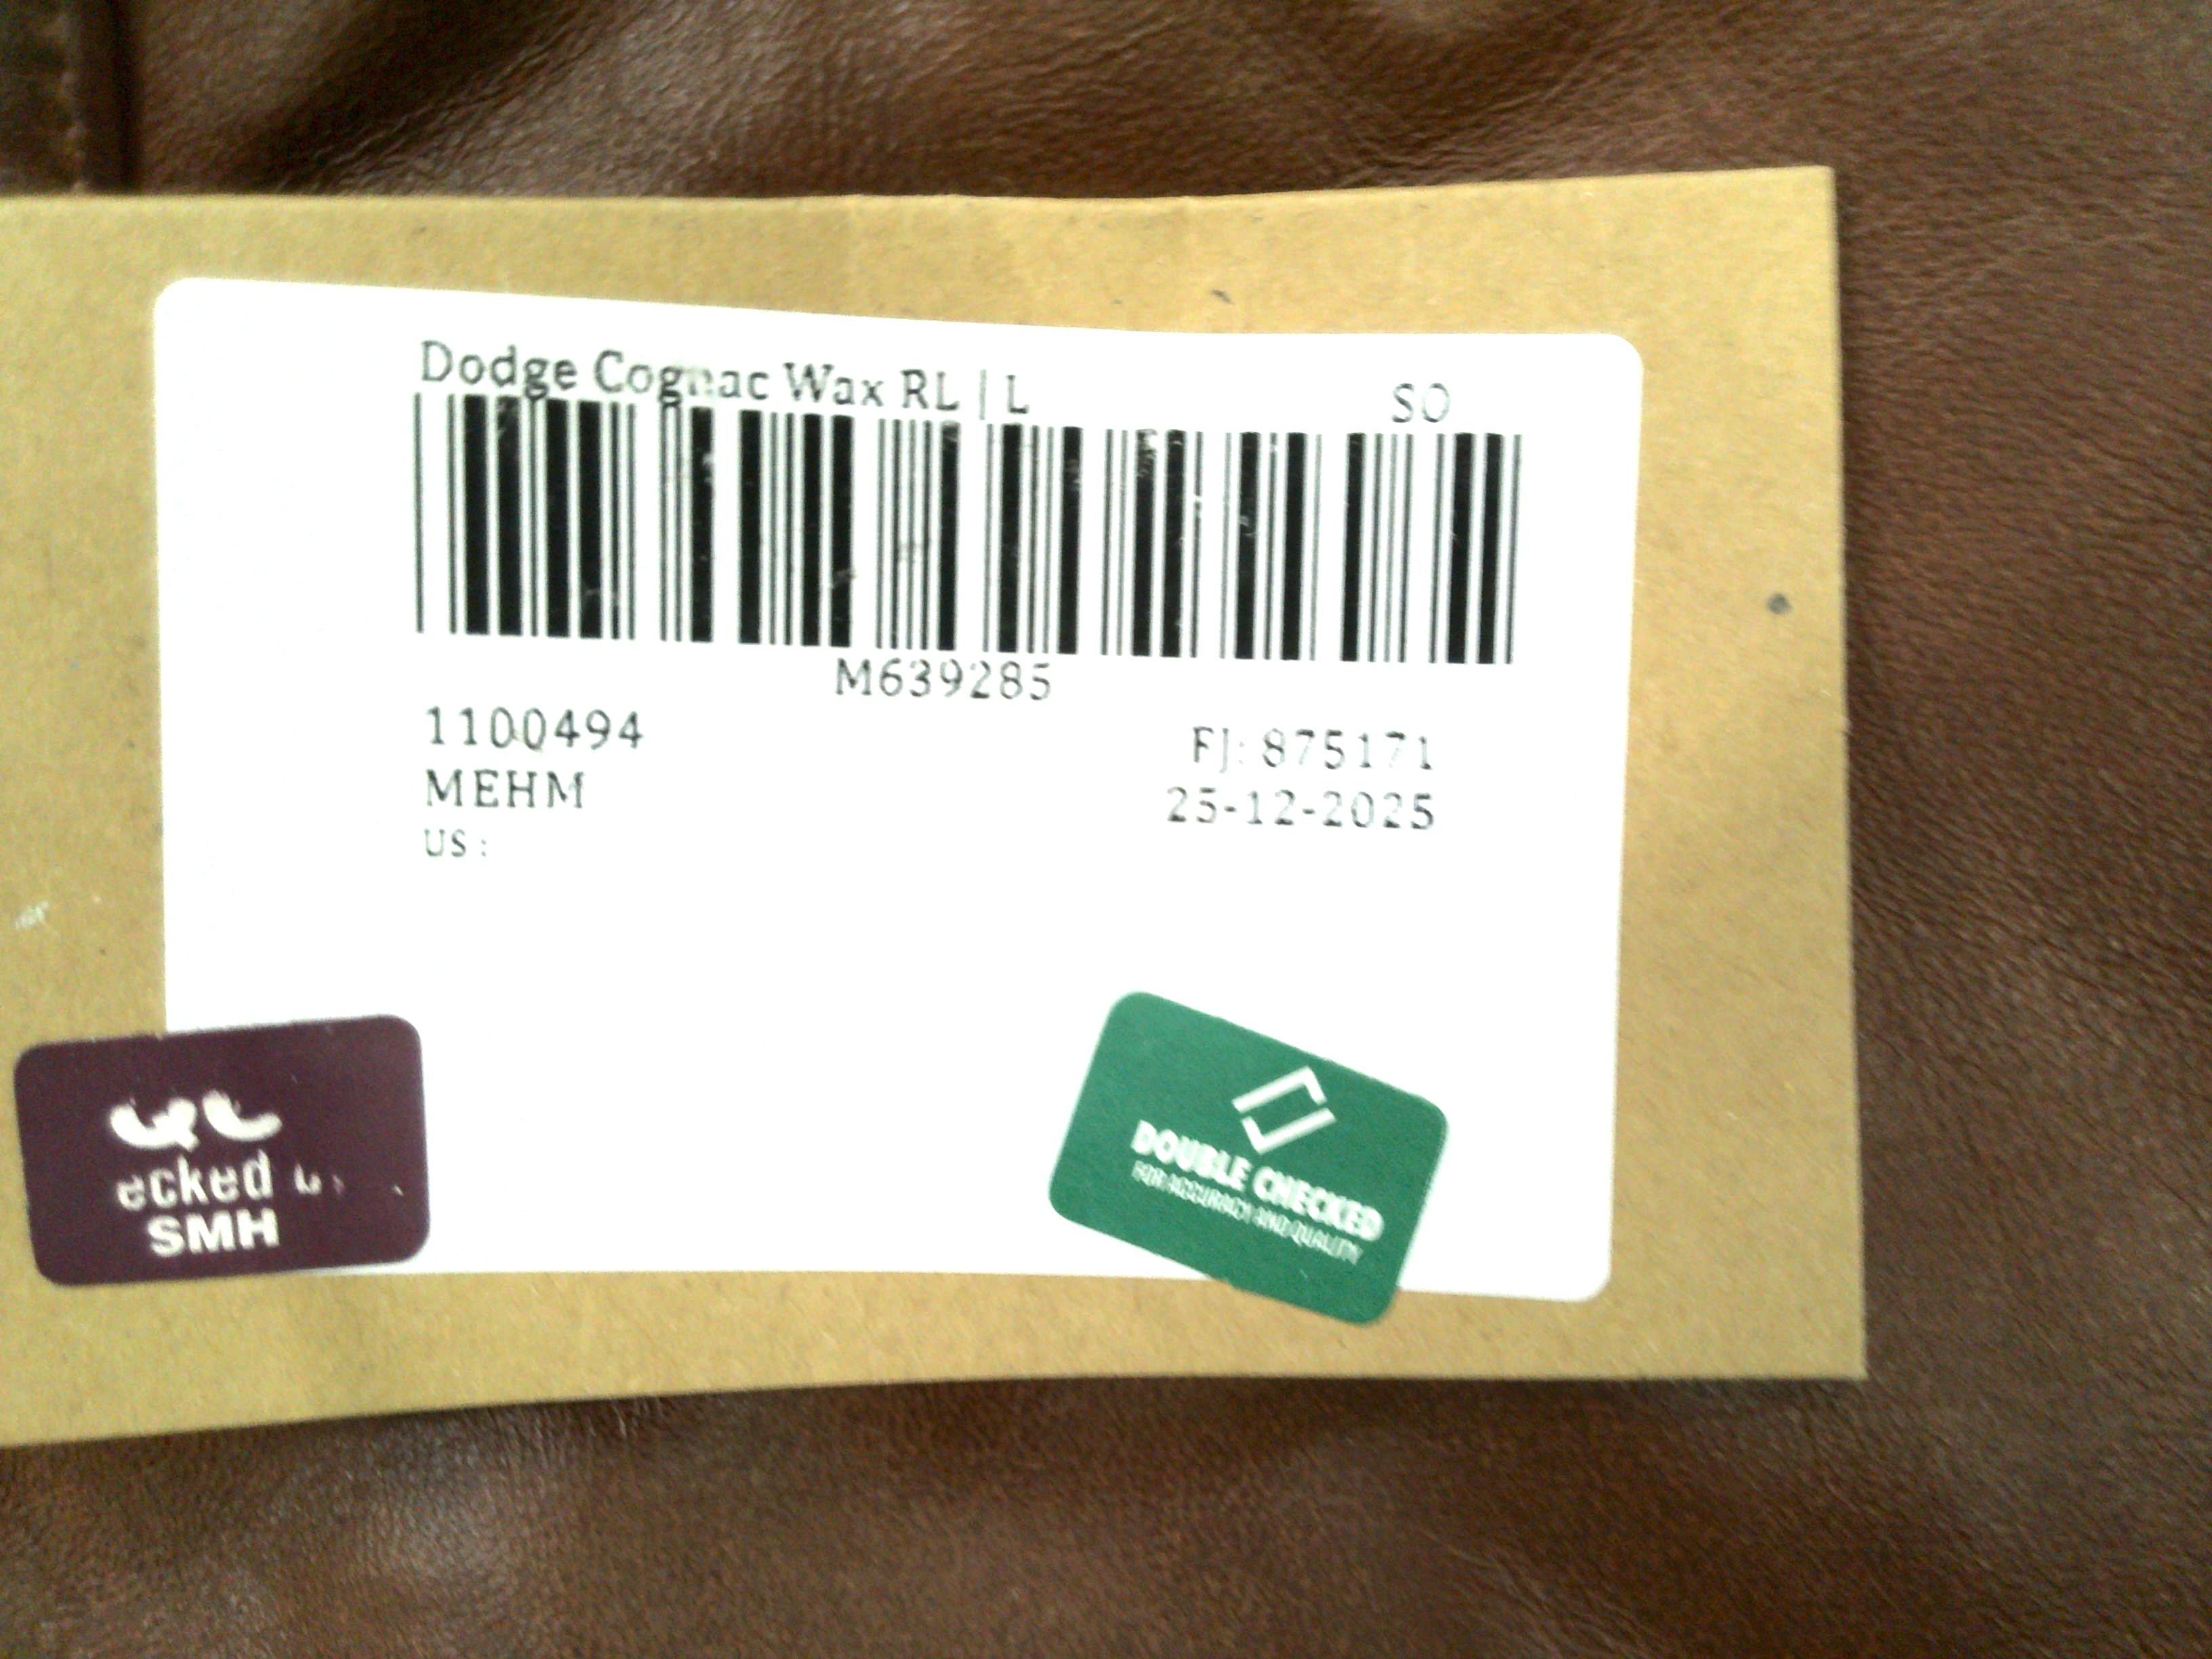 Dodge Cognac Wax RL | L
SO
M639285
1100494
FJ: 875171
MEHM
25-12-2025
US :
ecked
SMH
DOUBLE CHECKED
FOR ACCURACY AND QUALITY